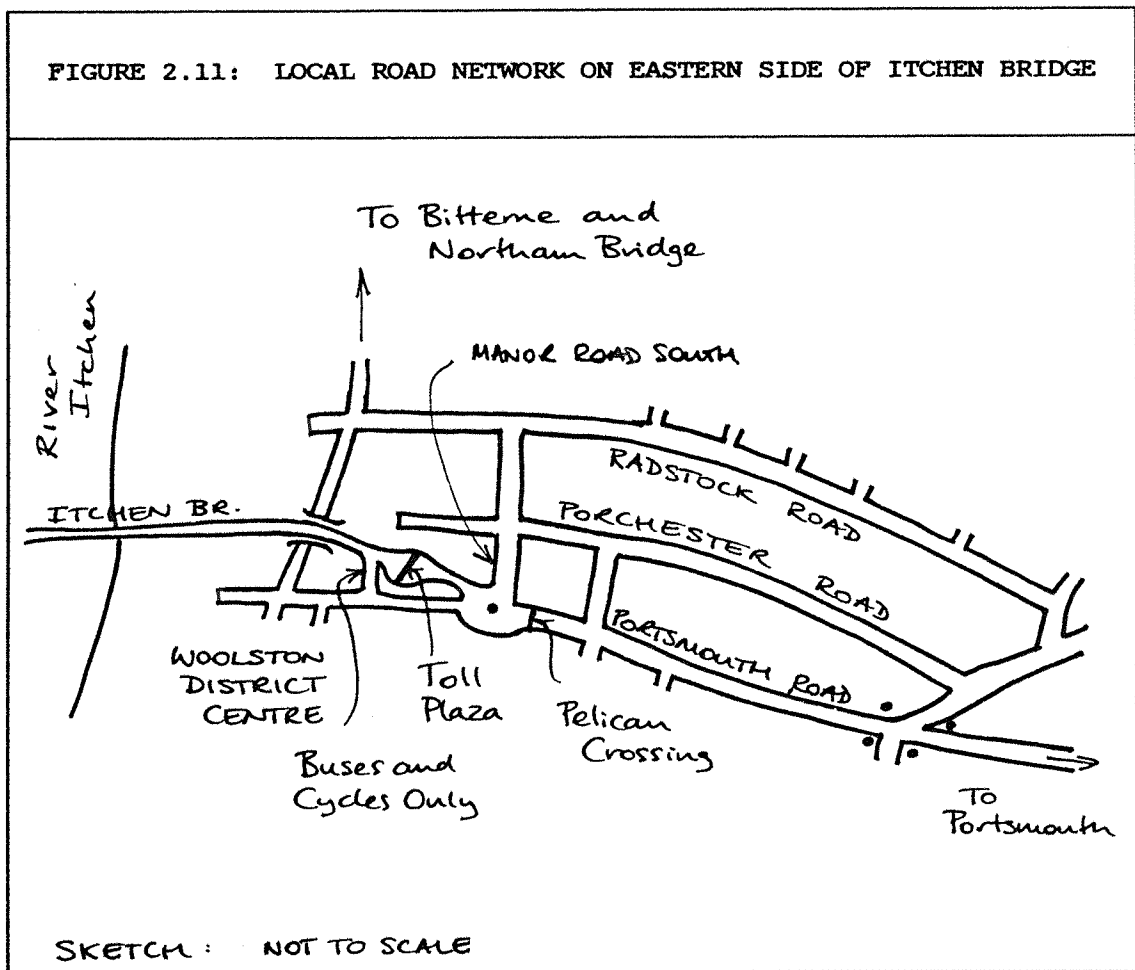 FIGURE 2.11: LOCAL ROAD NETWORK ON EASTERN SIDE OF ITCHEN BRIDGE
To Bitterne and
Northam Bridge
River
Itchen
MANOR ROAD SOUTH
RADSTOCK ROAD
ITCHEN BR.
PORCHESTER ROAD
PORTSMOUTH ROAD
WOOLSTON
DISTRICT
CENTRE
Toll
Plaza
Pelican
Crossing
Buses and
Cycles Only
To
Portsmouth
SKETCH: NOT TO SCALE